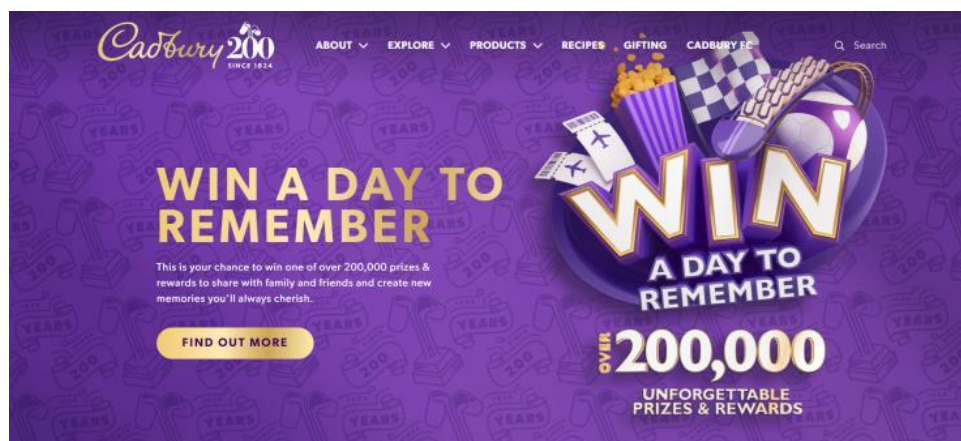 Cadbury 200
SINCE 1824
ABOUT
EXPLORE
PRODUCTS
RECIPES
GIFTING
CADBURY FC
Search
WIN A DAY TO
REMEMBER
This is your chance to win one of over 200,000 prizes &
rewards to share with family and friends and create new
memories you'll always cherish.
FIND OUT MORE
WIN
A DAY TO
REMEMBER
OVER
200,000
UNFORGETTABLE
PRIZES & REWARDS
YEARS
200